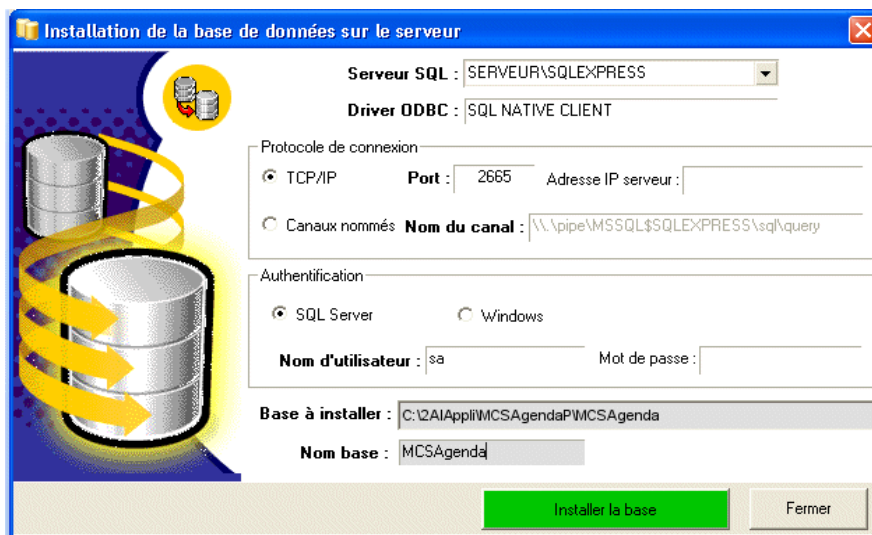 Installation de la base de données sur le serveur
Serveur SQL : SERVEUR\SQLEXPRESS
Driver ODBC : SQL NATIVE CLIENT
Protocole de connexion
TCP/IP Port : 2665 Adresse IP serveur :
Canaux nommés Nom du canal : \\.\pipe\MSSQL$SQLEXPRESS\sql\query
Authentification
SQL Server Windows
Nom d'utilisateur : sa Mot de passe :
Base à installer : C:\2AIAppli\MCSAgendaP\MCSAgenda
Nom base : MCSAgenda
Installer la base Fermer